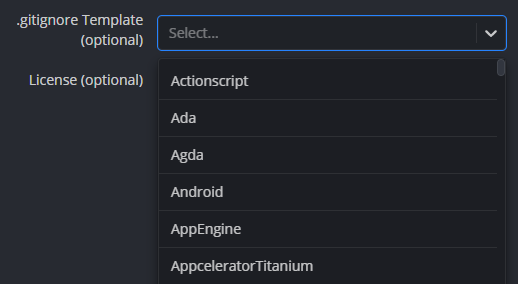 .gitignore Template
(optional)
Select...
License (optional)
Actionscript
Ada
Agda
Android
AppEngine
AppceleratorTitanium